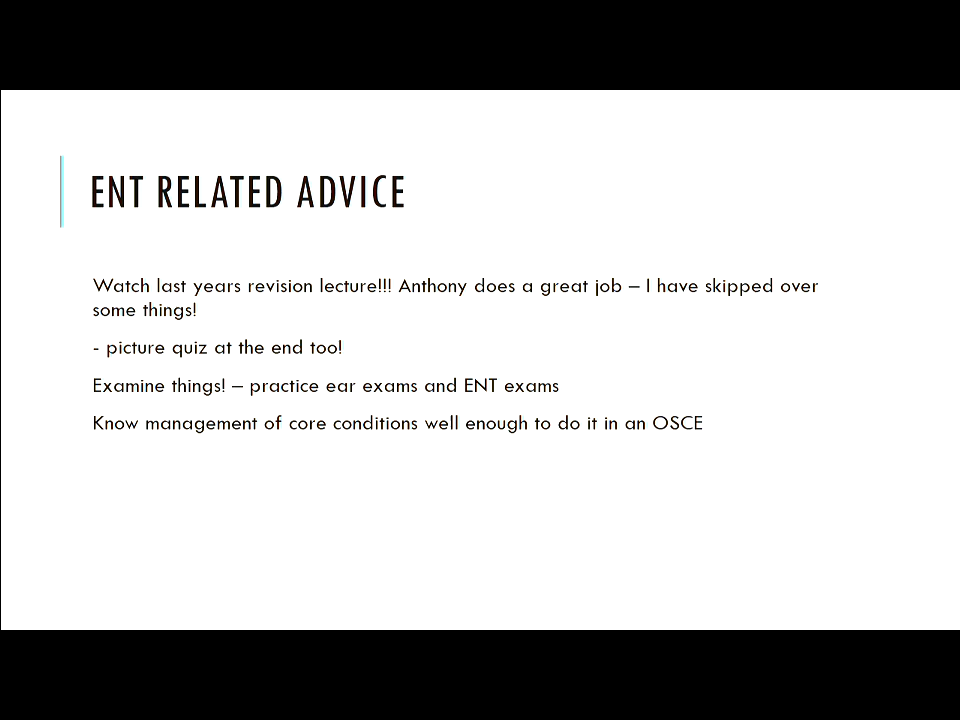 ENT RELATED ADVICE
Watch last years revision lecture!!! Anthony does a great job – I have skipped over
some things!
- picture quiz at the end too!
Examine things! – practice ear exams and ENT exams
Know management of core conditions well enough to do it in an OSCE